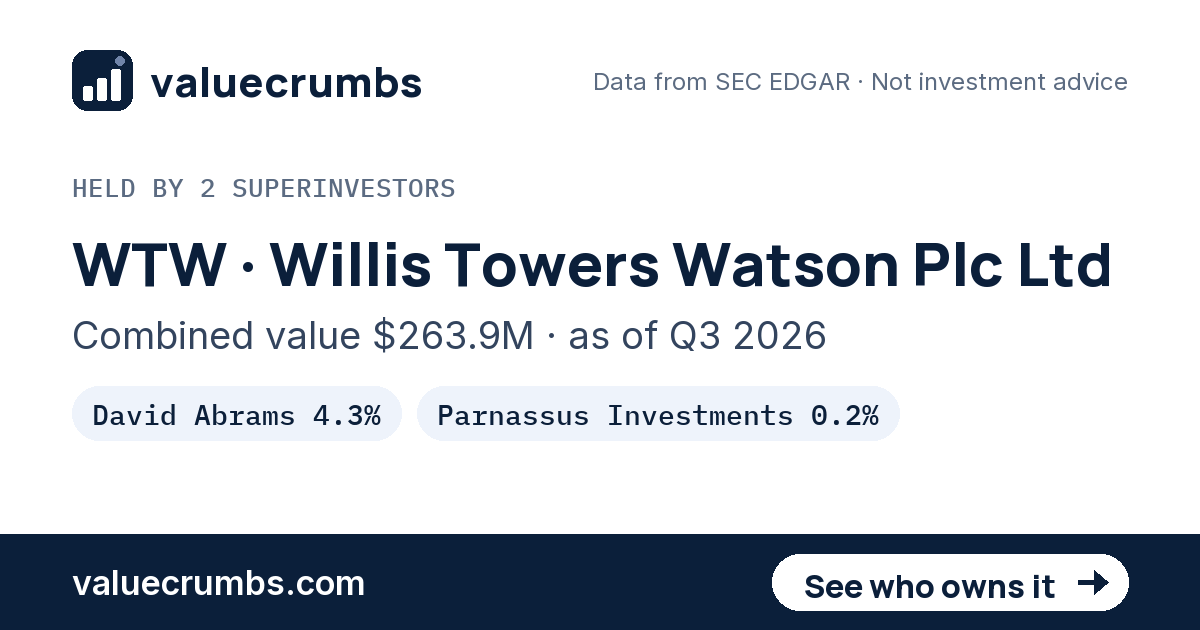 valuecrumbs
Data from SEC EDGAR · Not investment advice
HELD BY 2 SUPERINVESTORS
WTW · Willis Towers Watson Plc Ltd
Combined value $263.9M · as of Q3 2026
David Abrams 4.3%
Parnassus Investments 0.2%
valuecrumbs.com
See who owns it →